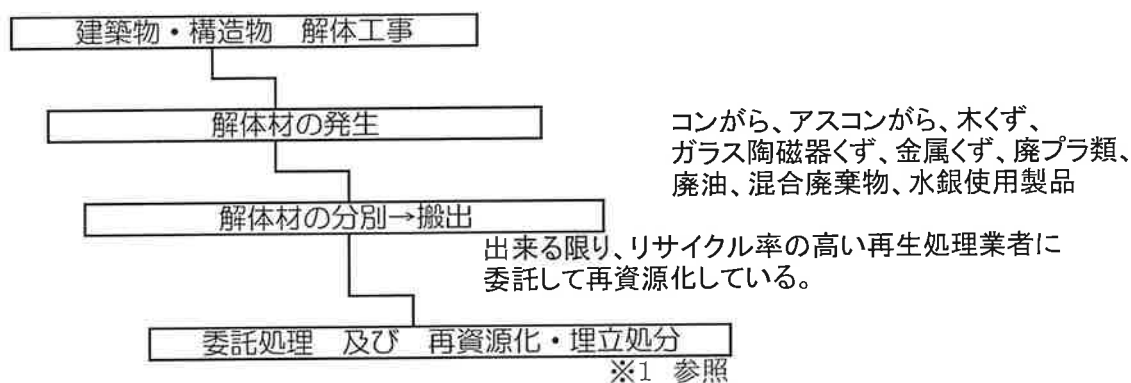 建築物・構造物　解体工事
解体材の発生
コンがら、アスコンがら、木くず、
ガラス陶磁器くず、金属くず、廃プラ類、
廃油、混合廃棄物、水銀使用製品
解体材の分別→搬出
出来る限り、リサイクル率の高い再生処理業者に
委託して再資源化している。
委託処理　及び　再資源化・埋立処分
※1　参照